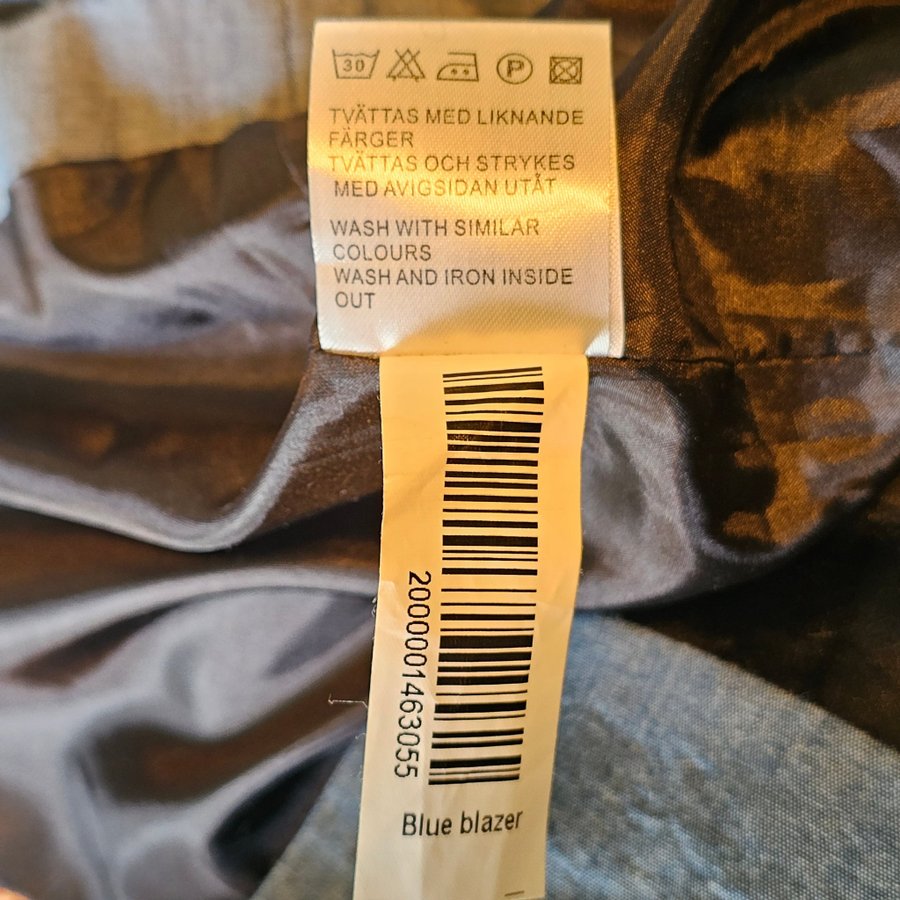 30
P
TVÄTTAS MED LIKNANDE
FÄRGER
TVÄTTAS OCH STRYKES
MED AVIGSIDAN UTÅT
WASH WITH SIMILAR
COLOURS
WASH AND IRON INSIDE
OUT
2000001463055
Blue blazer